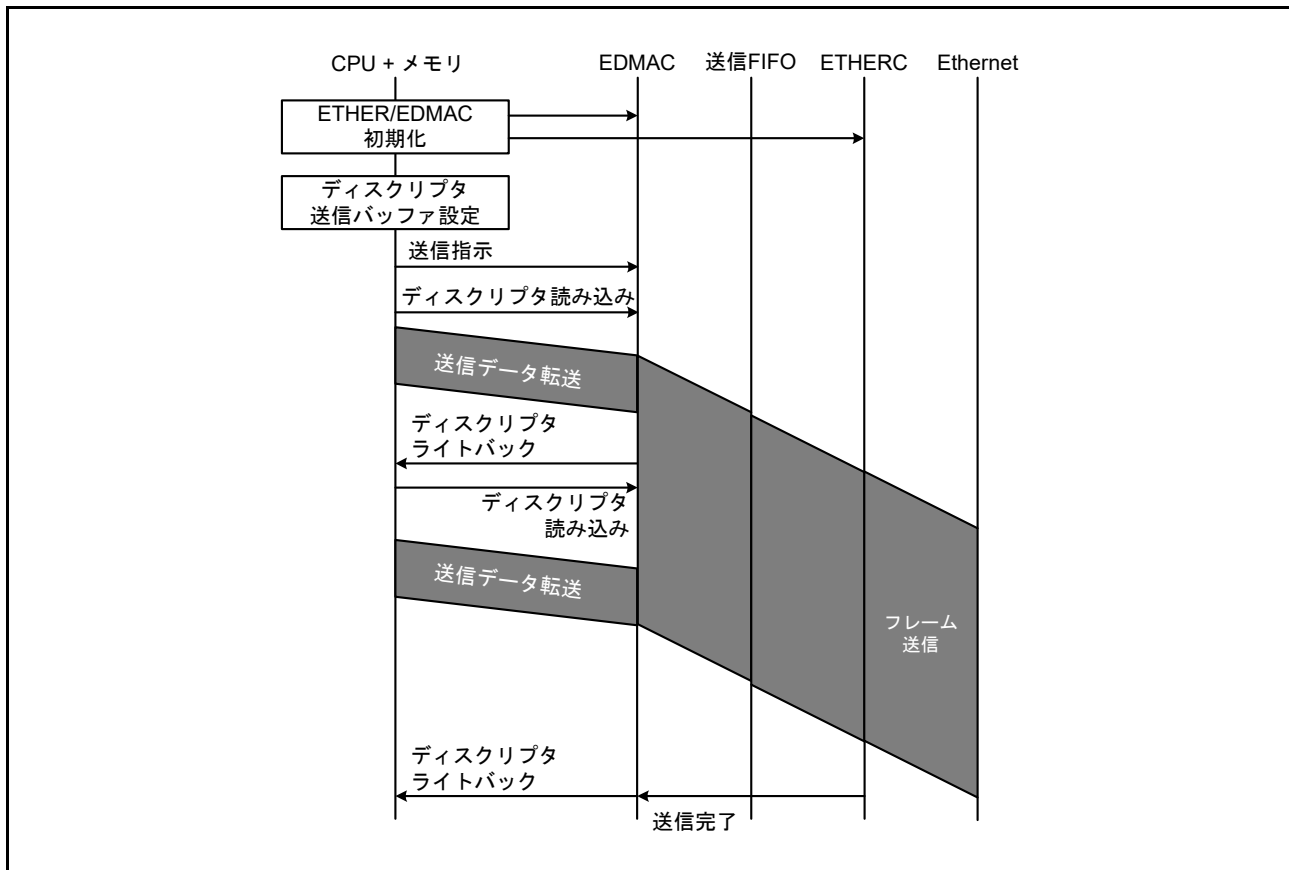 CPU + メモリ
EDMAC
送信FIFO
ETHERC
Ethernet
ETHER/EDMAC
初期化
ディスクリプタ
送信バッファ設定
送信指示
ディスクリプタ読み込み
送信データ転送
ディスクリプタ
ライトバック
ディスクリプタ
読み込み
送信データ転送
フレーム
送信
ディスクリプタ
ライトバック
送信完了